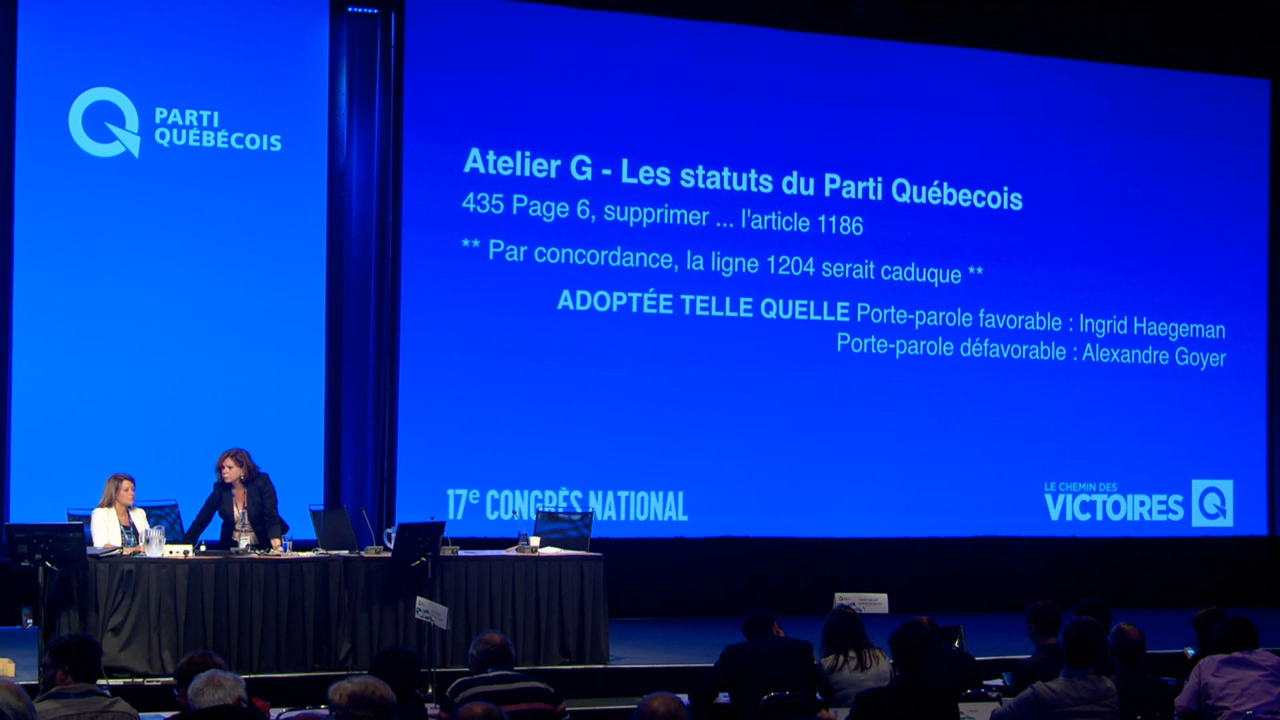 PARTI
QUÉBÉCOIS
Atelier G - Les statuts du Parti Québecois
435 Page 6, supprimer ... l'article 1186
** Par concordance, la ligne 1204 serait caduque **
ADOPTÉE TELLE QUELLE Porte-parole favorable : Ingrid Haegeman
Porte-parole défavorable : Alexandre Goyer
17e CONGRÈS NATIONAL
LE CHEMIN DES
VICTOIRES